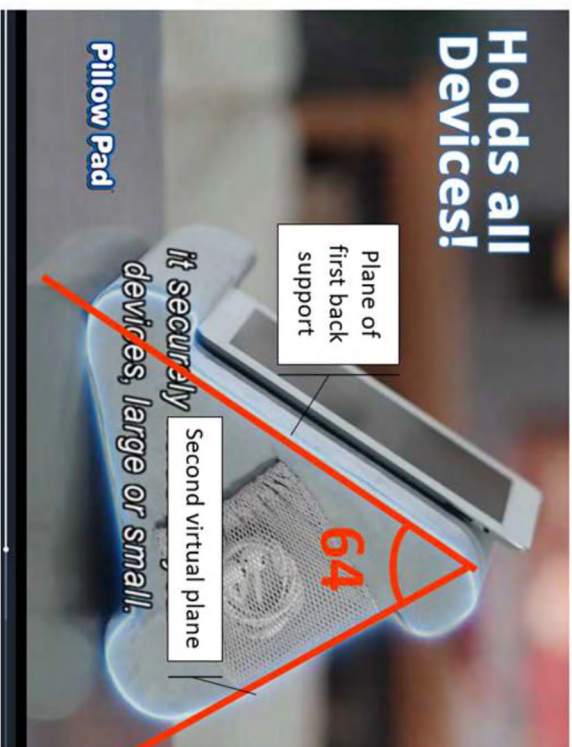 Holds all
Devices!
Plane of
first back
support
64
it securely
devices, large or small.
Second virtual plane
Pillow Pad